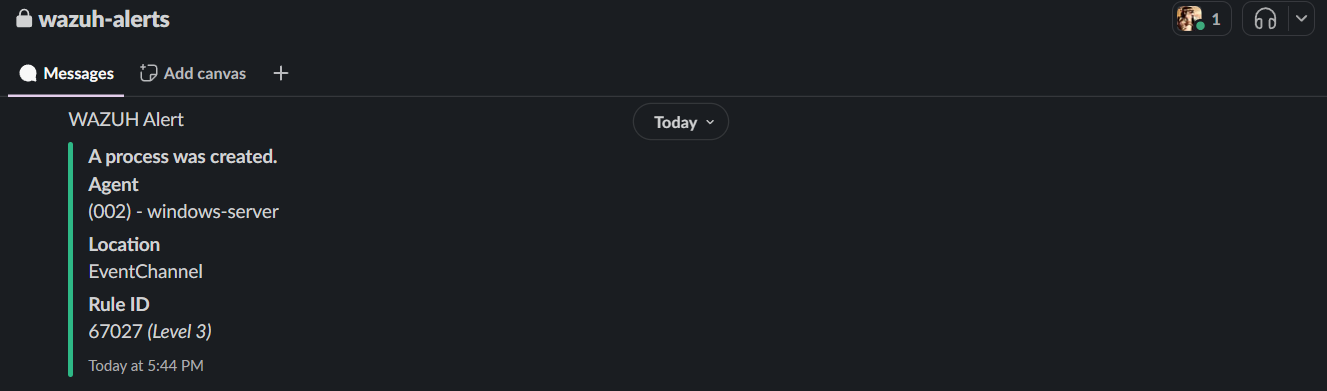 wazuh-alerts
1
Messages
Add canvas
WAZUH Alert
Today
A process was created.
Agent
(002) - windows-server
Location
EventChannel
Rule ID
67027 (Level 3)
Today at 5:44 PM